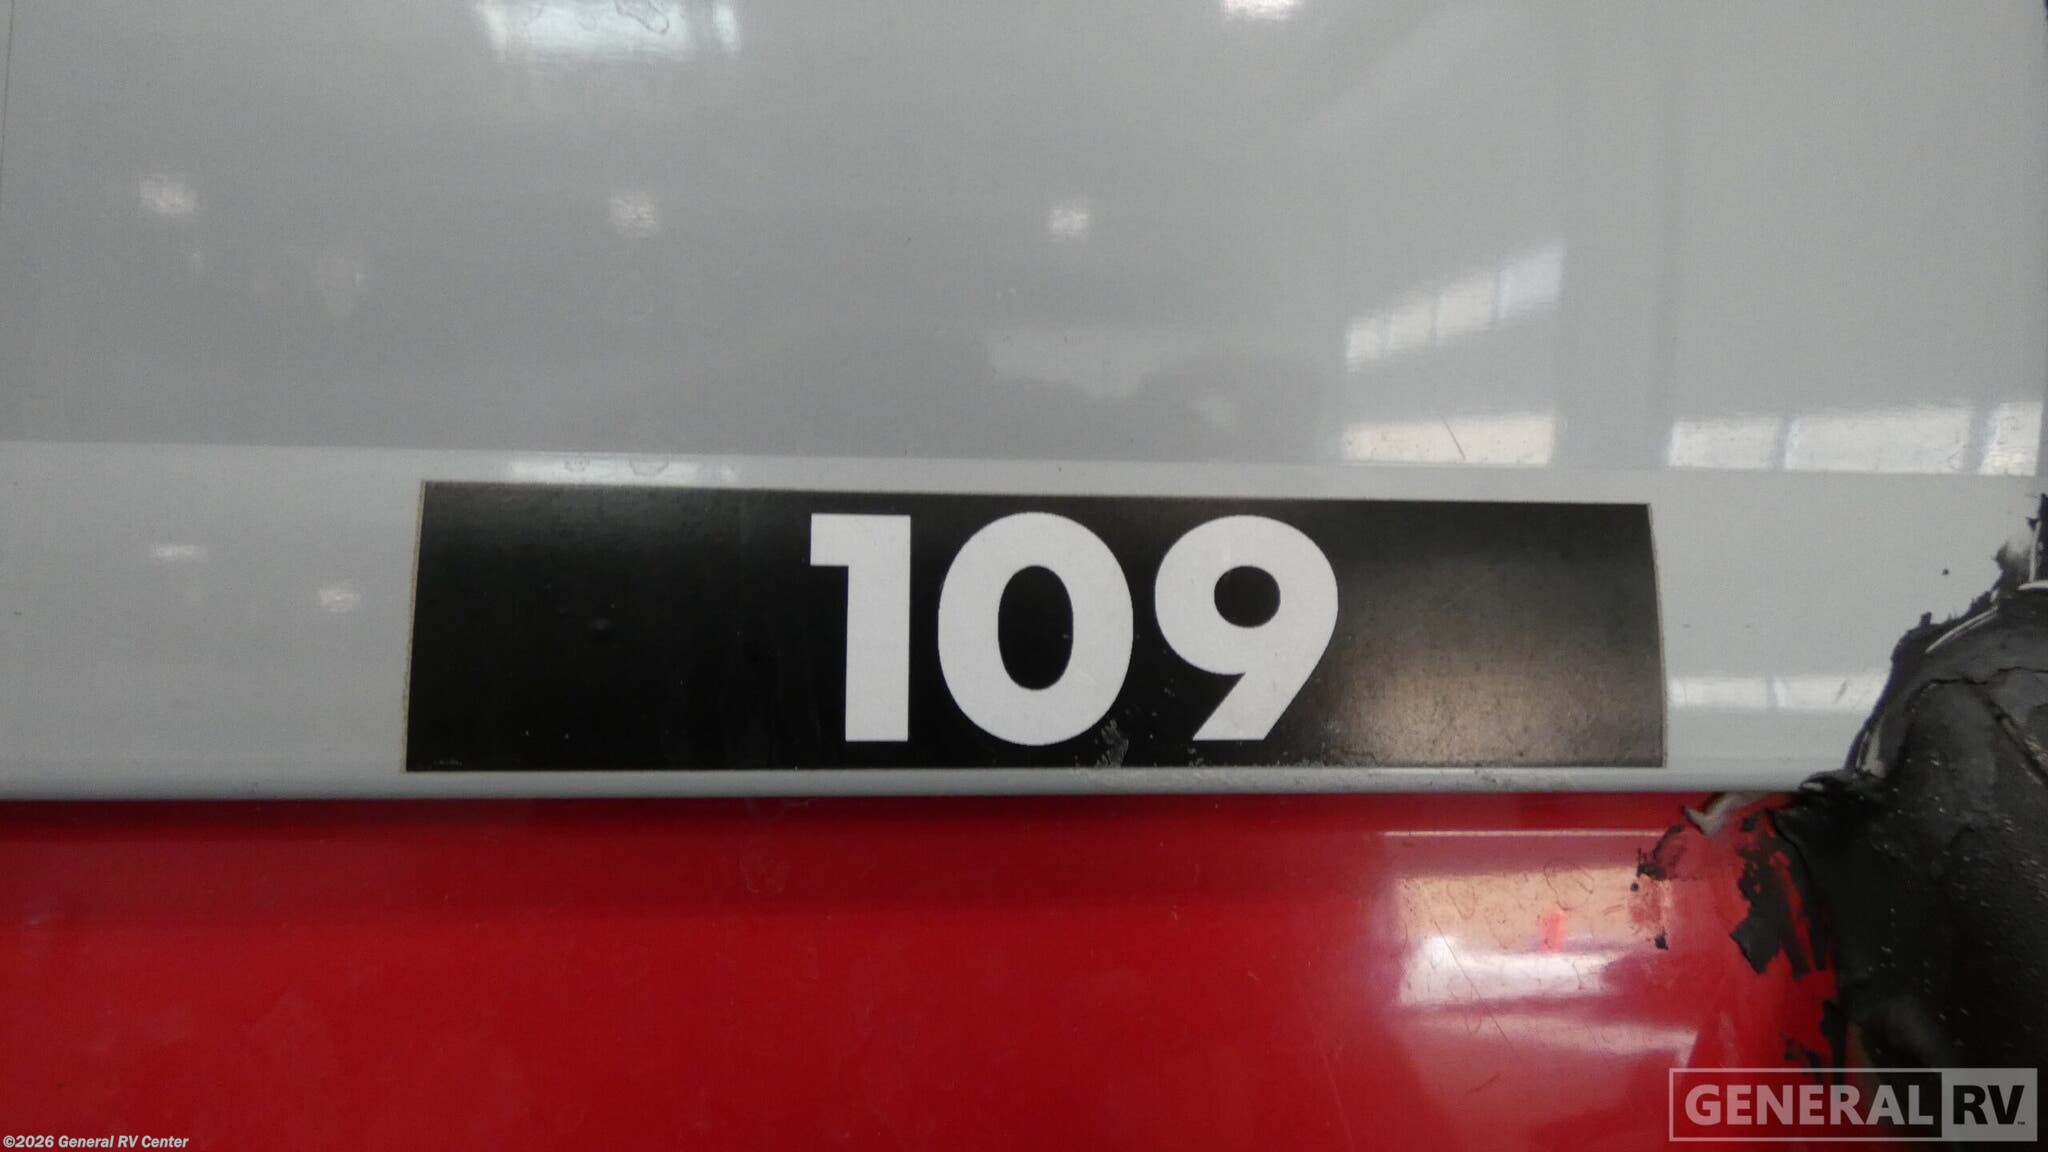 109
GENERAL RV
©2026 General RV Center